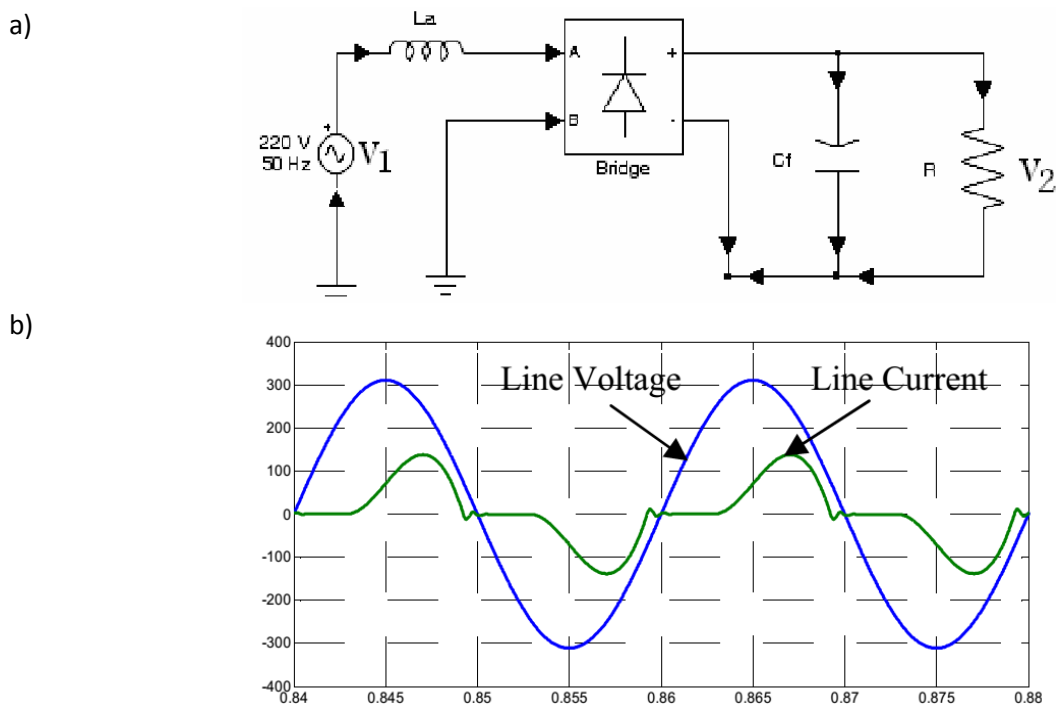 a)
La
A
+
B
-
220 V
50 Hz
V1
Bridge
Cf
R
V2
b)
400
300
200
100
0
-100
-200
-300
-400
Line Voltage
Line Current
0.84
0.845
0.85
0.855
0.86
0.865
0.87
0.875
0.88